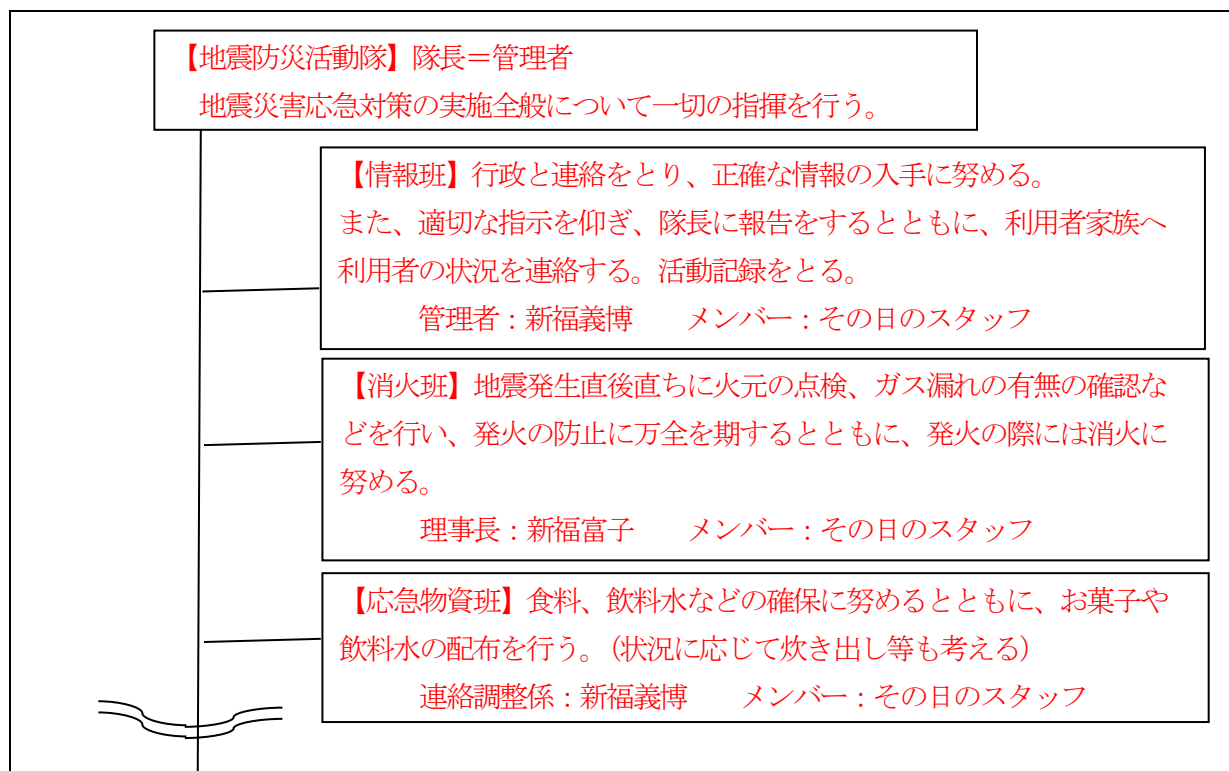 【地震防災活動隊】隊長＝管理者
地震災害応急対策の実施全般について一切の指揮を行う。
【情報班】行政と連絡をとり、正確な情報の入手に努める。
また、適切な指示を仰ぎ、隊長に報告をするとともに、利用者家族へ
利用者の状況を連絡する。活動記録をとる。
管理者：新福義博　　メンバー：その日のスタッフ
【消火班】地震発生直後直ちに火元の点検、ガス漏れの有無の確認な
どを行い、発火の防止に万全を期するとともに、発火の際には消火に
努める。
理事長：新福富子　　メンバー：その日のスタッフ
【応急物資班】食料、飲料水などの確保に努めるとともに、お菓子や
飲料水の配布を行う。（状況に応じて炊き出し等も考える）
連絡調整係：新福義博　　メンバー：その日のスタッフ